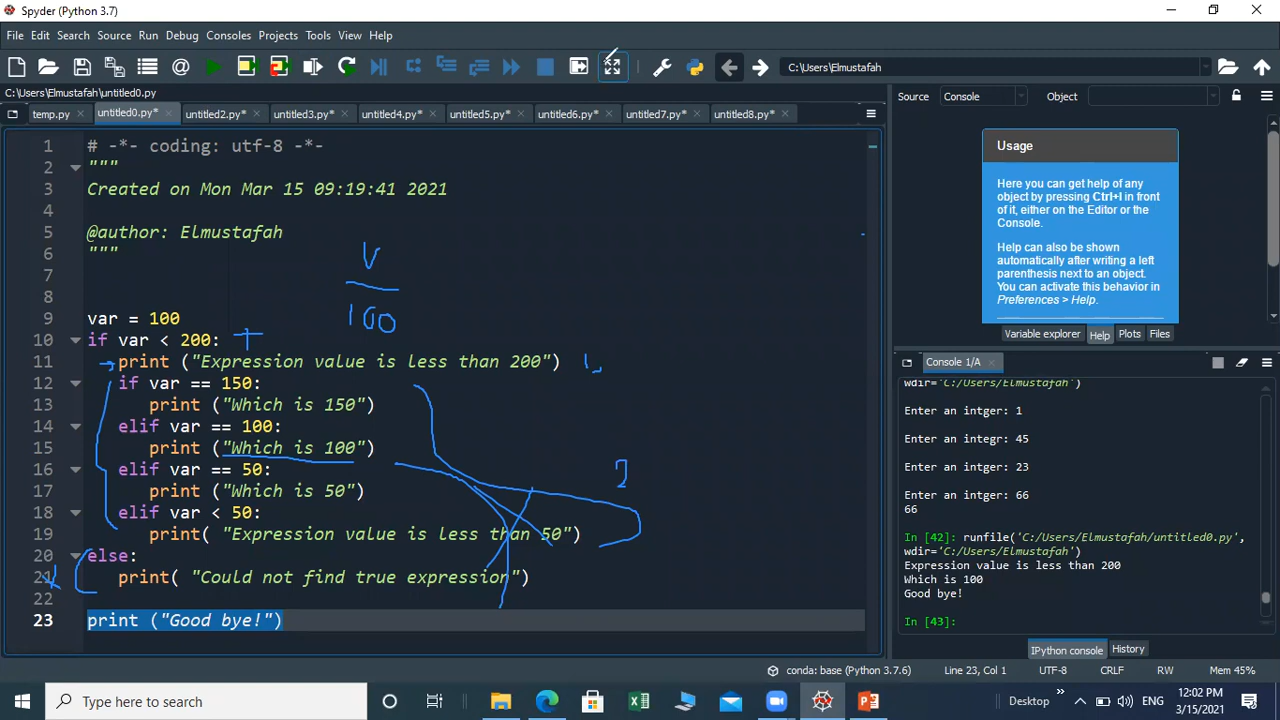 Spyder (Python 3.7)
File Edit Search Source Run Debug Consoles Projects Tools View Help
C:\Users\Elmustafah
C:\Users\Elmustafah\untitled0.py
temp.py untitled0.py* untitled2.py* untitled3.py* untitled4.py* untitled5.py* untitled6.py* untitled7.py* untitled8.py*
1 # -*- coding: utf-8 -*-
2 """
3 Created on Mon Mar 15 09:19:41 2021
4
5 @author: Elmustafah
6 """
7
8
V
100
9 var = 100
10 if var < 200:
11 print ("Expression value is less than 200")
12 if var == 150:
13 print ("Which is 150")
14 elif var == 100:
15 print ("Which is 100")
16 elif var == 50:
17 print ("Which is 50")
18 elif var < 50:
19 print( "Expression value is less than 50")
20 else:
21 print( "Could not find true expression")
22
23 print ("Good bye!")
T
1
2
Source Console Object
Usage
Here you can get help of any
object by pressing Ctrl+I in front
of it, either on the Editor or the
Console.
Help can also be shown
automatically after writing a left
parenthesis next to an object.
You can activate this behavior in
Preferences > Help.
Variable explorer Help Plots Files
Console 1/A
wdir='C:/Users/Elmustafah)
Enter an intger: 1
Enter an intger: 45
Enter an intger: 23
Enter an intger: 66
66
In [42]: runfile('C:/Users/Elmustafah/untitled0.py',
wdir='C:/Users/Elmustafah')
Expression value is less than 200
Which is 100
Good bye!
In [43]:
IPython console History
conda: base (Python 3.7.6) Line 23, Col 1 UTF-8 CRLF RW Mem 45%
Type here to search
Desktop ENG
12:02 PM
3/15/2021